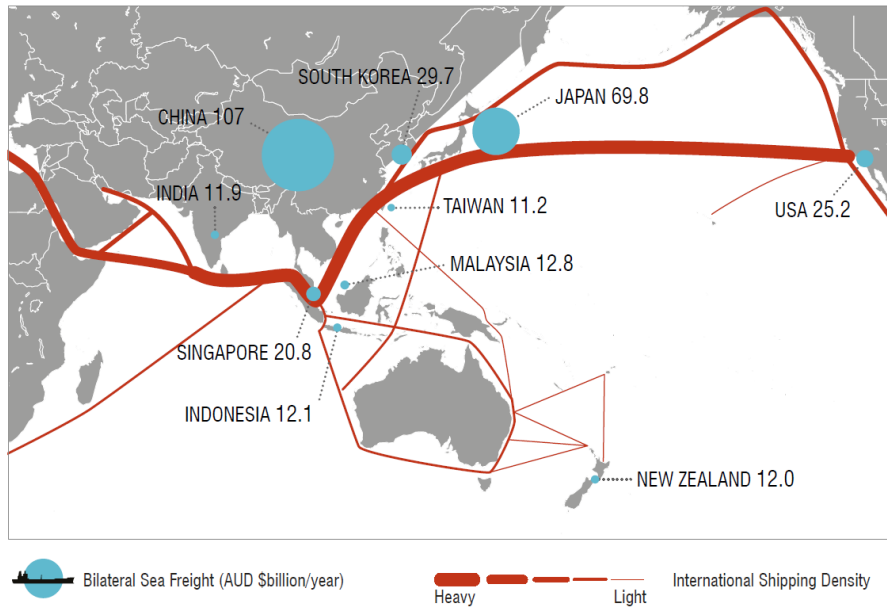 SOUTH KOREA 29.7
JAPAN 69.8
CHINA 107
INDIA 11.9
TAIWAN 11.2
USA 25.2
MALAYSIA 12.8
SINGAPORE 20.8
INDONESIA 12.1
NEW ZEALAND 12.0
Bilateral Sea Freight (AUD $billion/year)
International Shipping Density
Heavy
Light